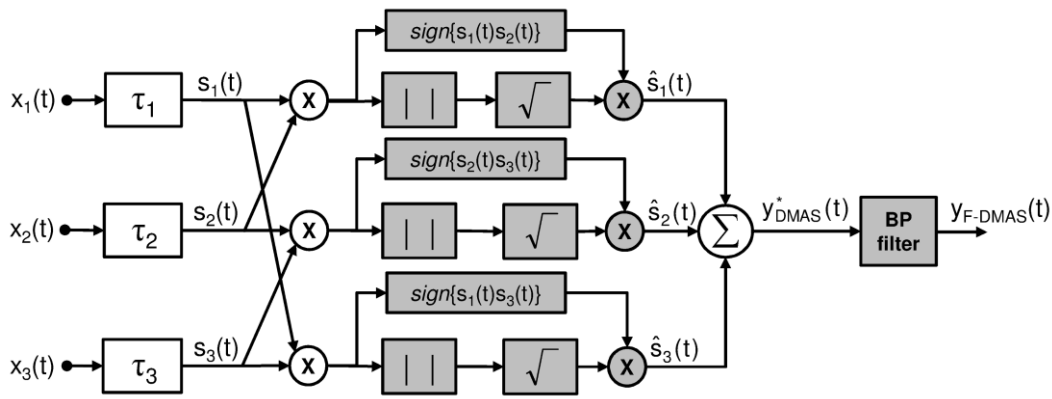 sign{s₁(t)s₂(t)}
x₁(t) τ₁ s₁(t) X | | √ X ŝ₁(t)
sign{s₂(t)s₃(t)}
x₂(t) τ₂ s₂(t) X | | √ X ŝ₂(t) Σ y*DMAS(t) BP filter yF-DMAS(t)
sign{s₁(t)s₃(t)}
x₃(t) τ₃ s₃(t) X | | √ X ŝ₃(t)